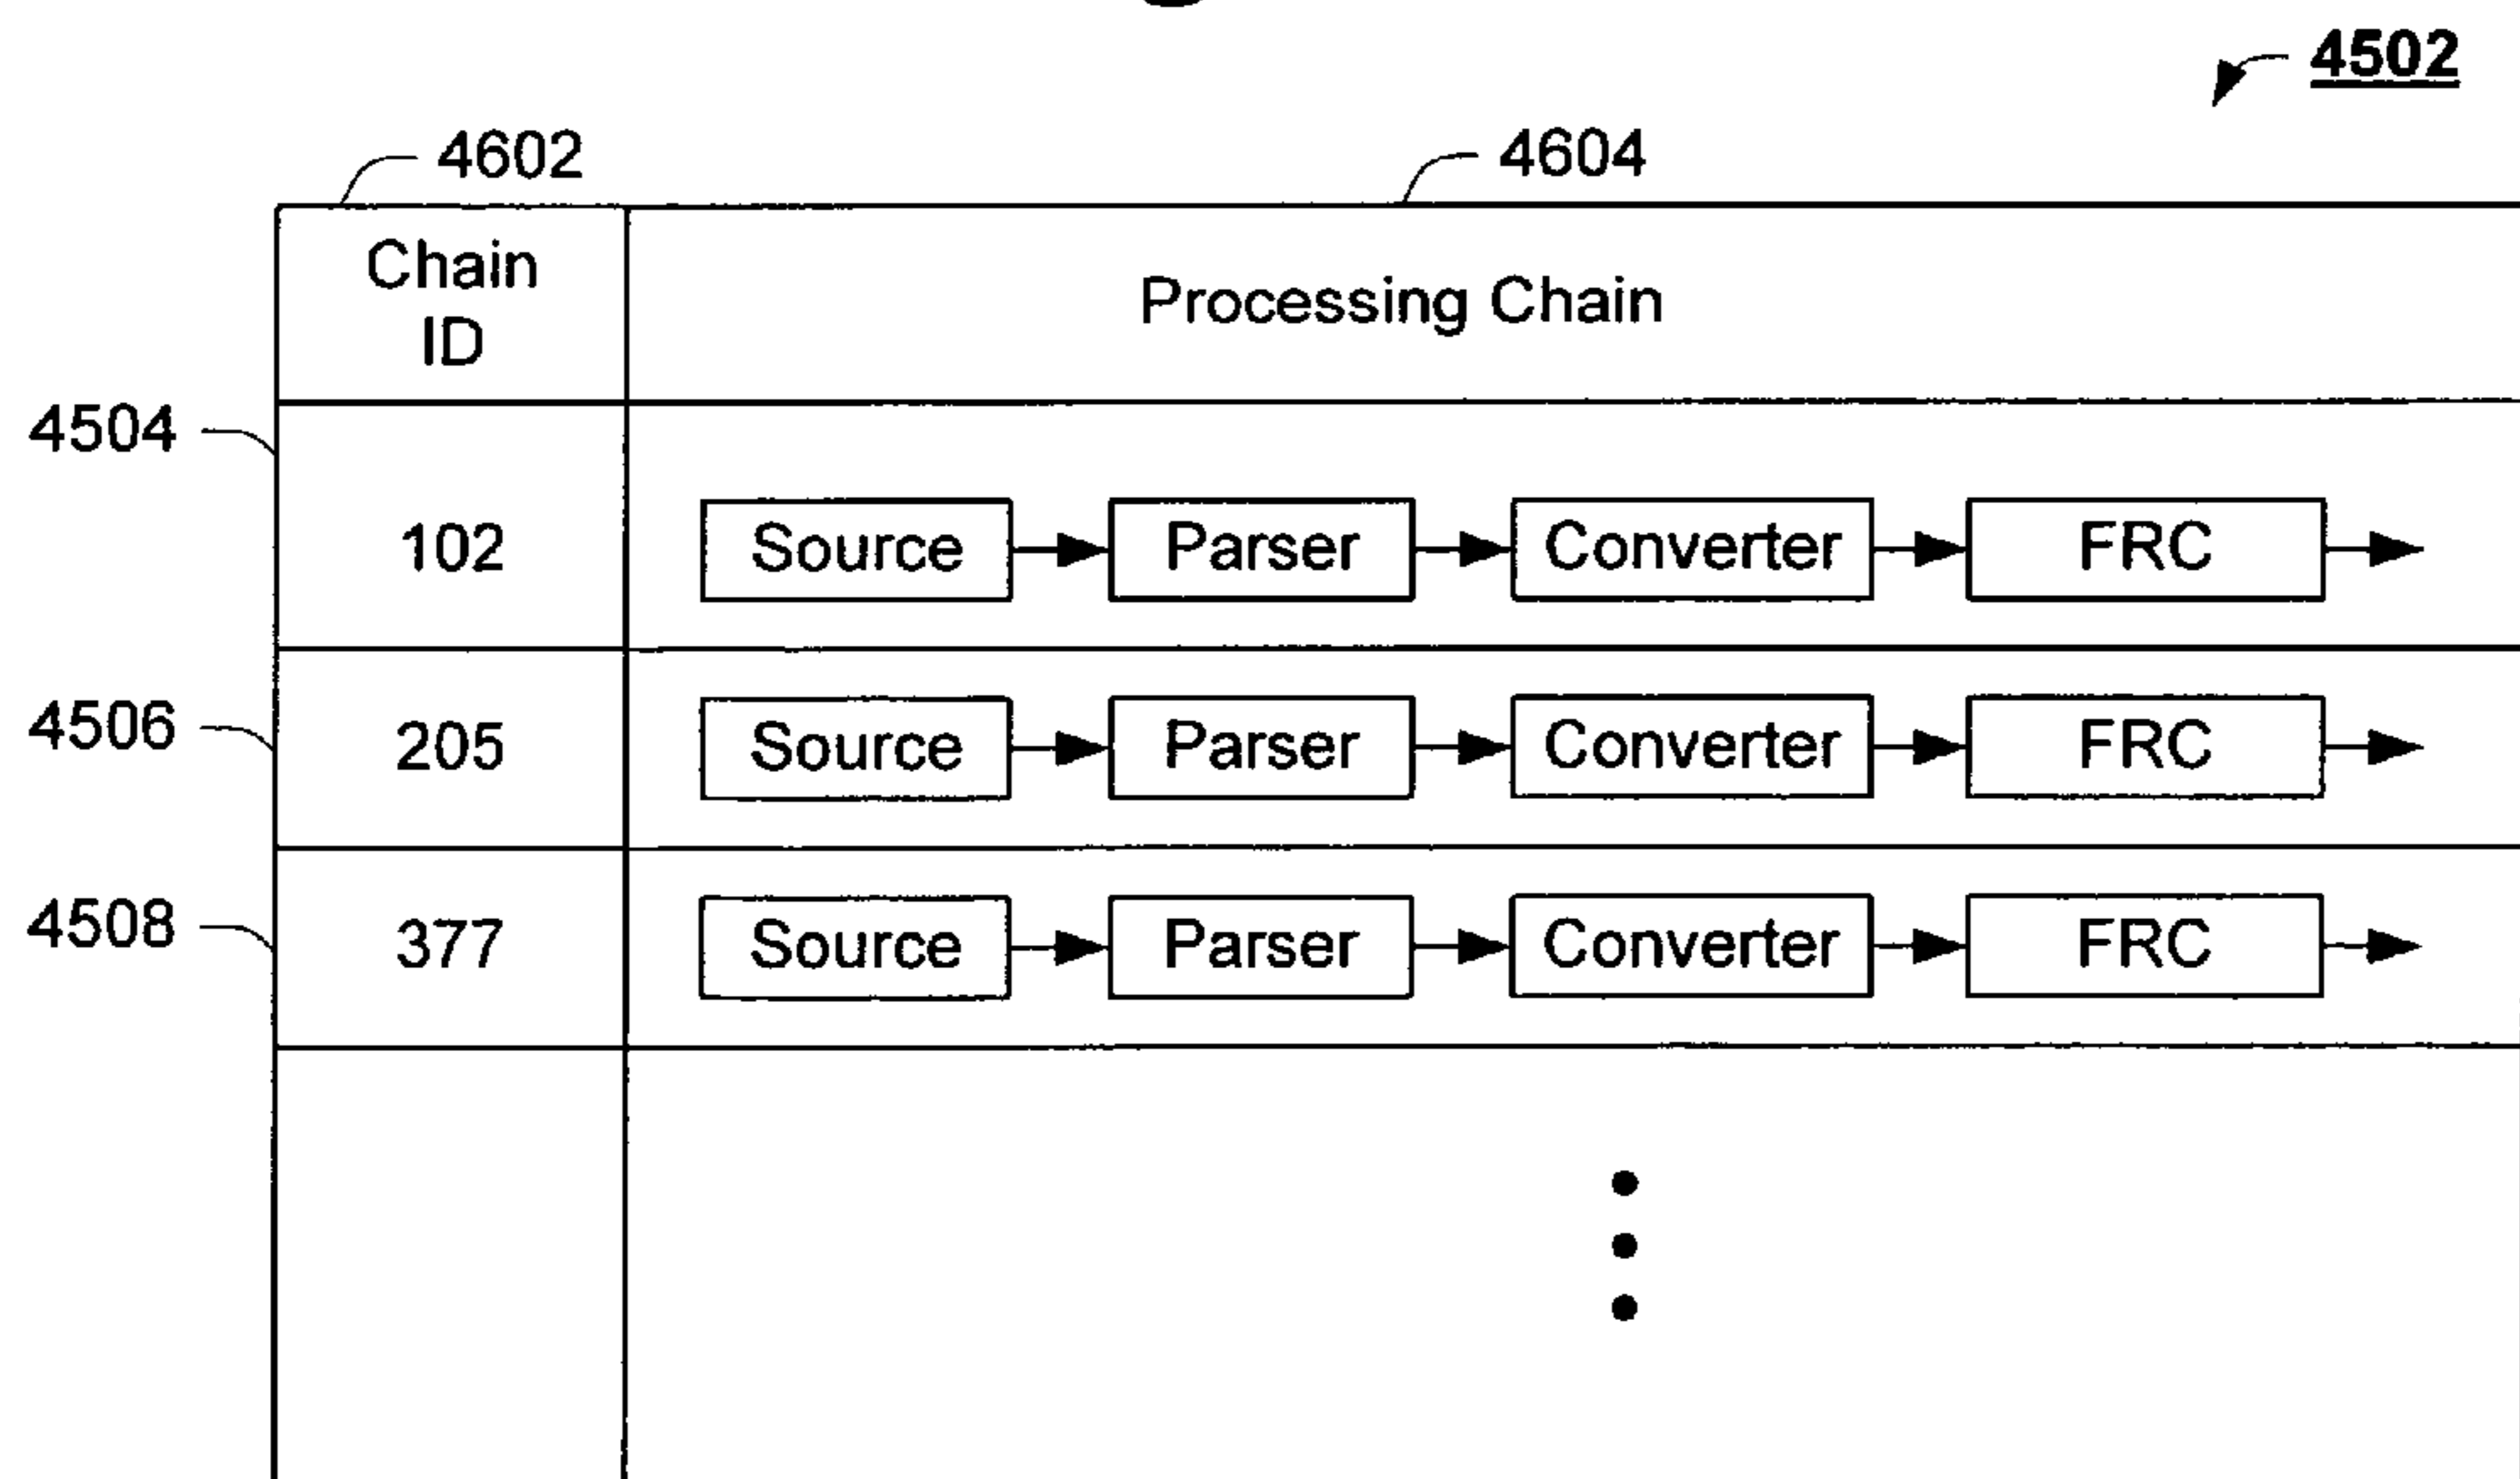 4502
4602
4604
Chain
ID
Processing Chain
4504
102
Source
Parser
Converter
FRC
4506
205
Source
Parser
Converter
FRC
4508
377
Source
Parser
Converter
FRC